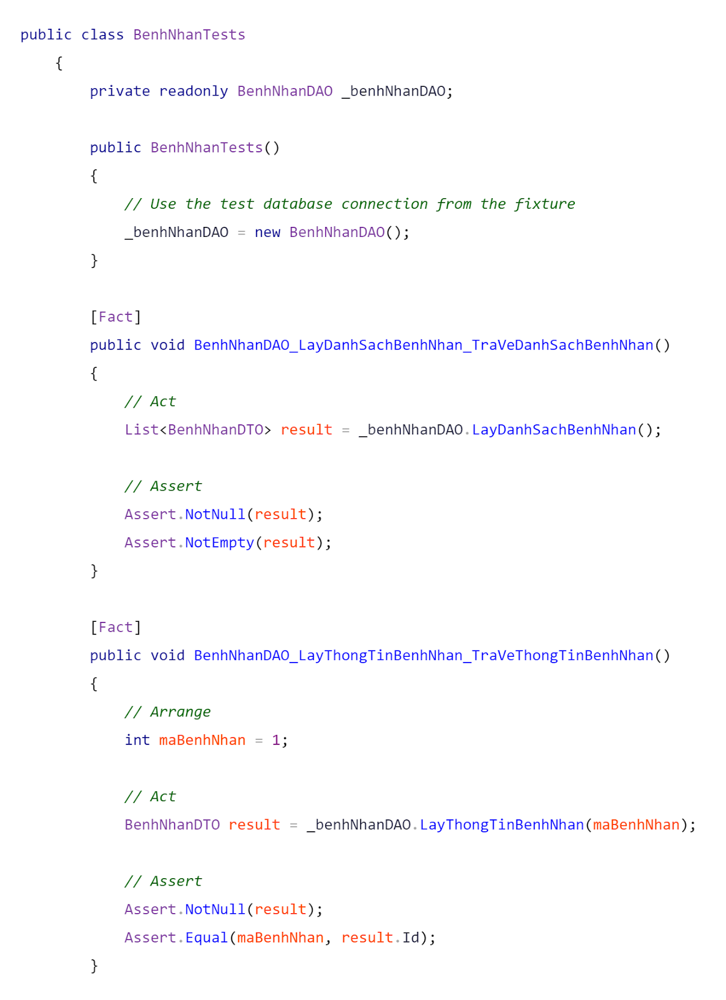 public class BenhNhanTests
    {
        private readonly BenhNhanDAO _benhNhanDAO;

        public BenhNhanTests()
        {
            // Use the test database connection from the fixture
            _benhNhanDAO = new BenhNhanDAO();
        }

        [Fact]
        public void BenhNhanDAO_LayDanhSachBenhNhan_TraVeDanhSachBenhNhan()
        {
            // Act
            List<BenhNhanDTO> result = _benhNhanDAO.LayDanhSachBenhNhan();

            // Assert
            Assert.NotNull(result);
            Assert.NotEmpty(result);
        }

        [Fact]
        public void BenhNhanDAO_LayThongTinBenhNhan_TraVeThongTinBenhNhan()
        {
            // Arrange
            int maBenhNhan = 1;

            // Act
            BenhNhanDTO result = _benhNhanDAO.LayThongTinBenhNhan(maBenhNhan);

            // Assert
            Assert.NotNull(result);
            Assert.Equal(maBenhNhan, result.Id);
        }